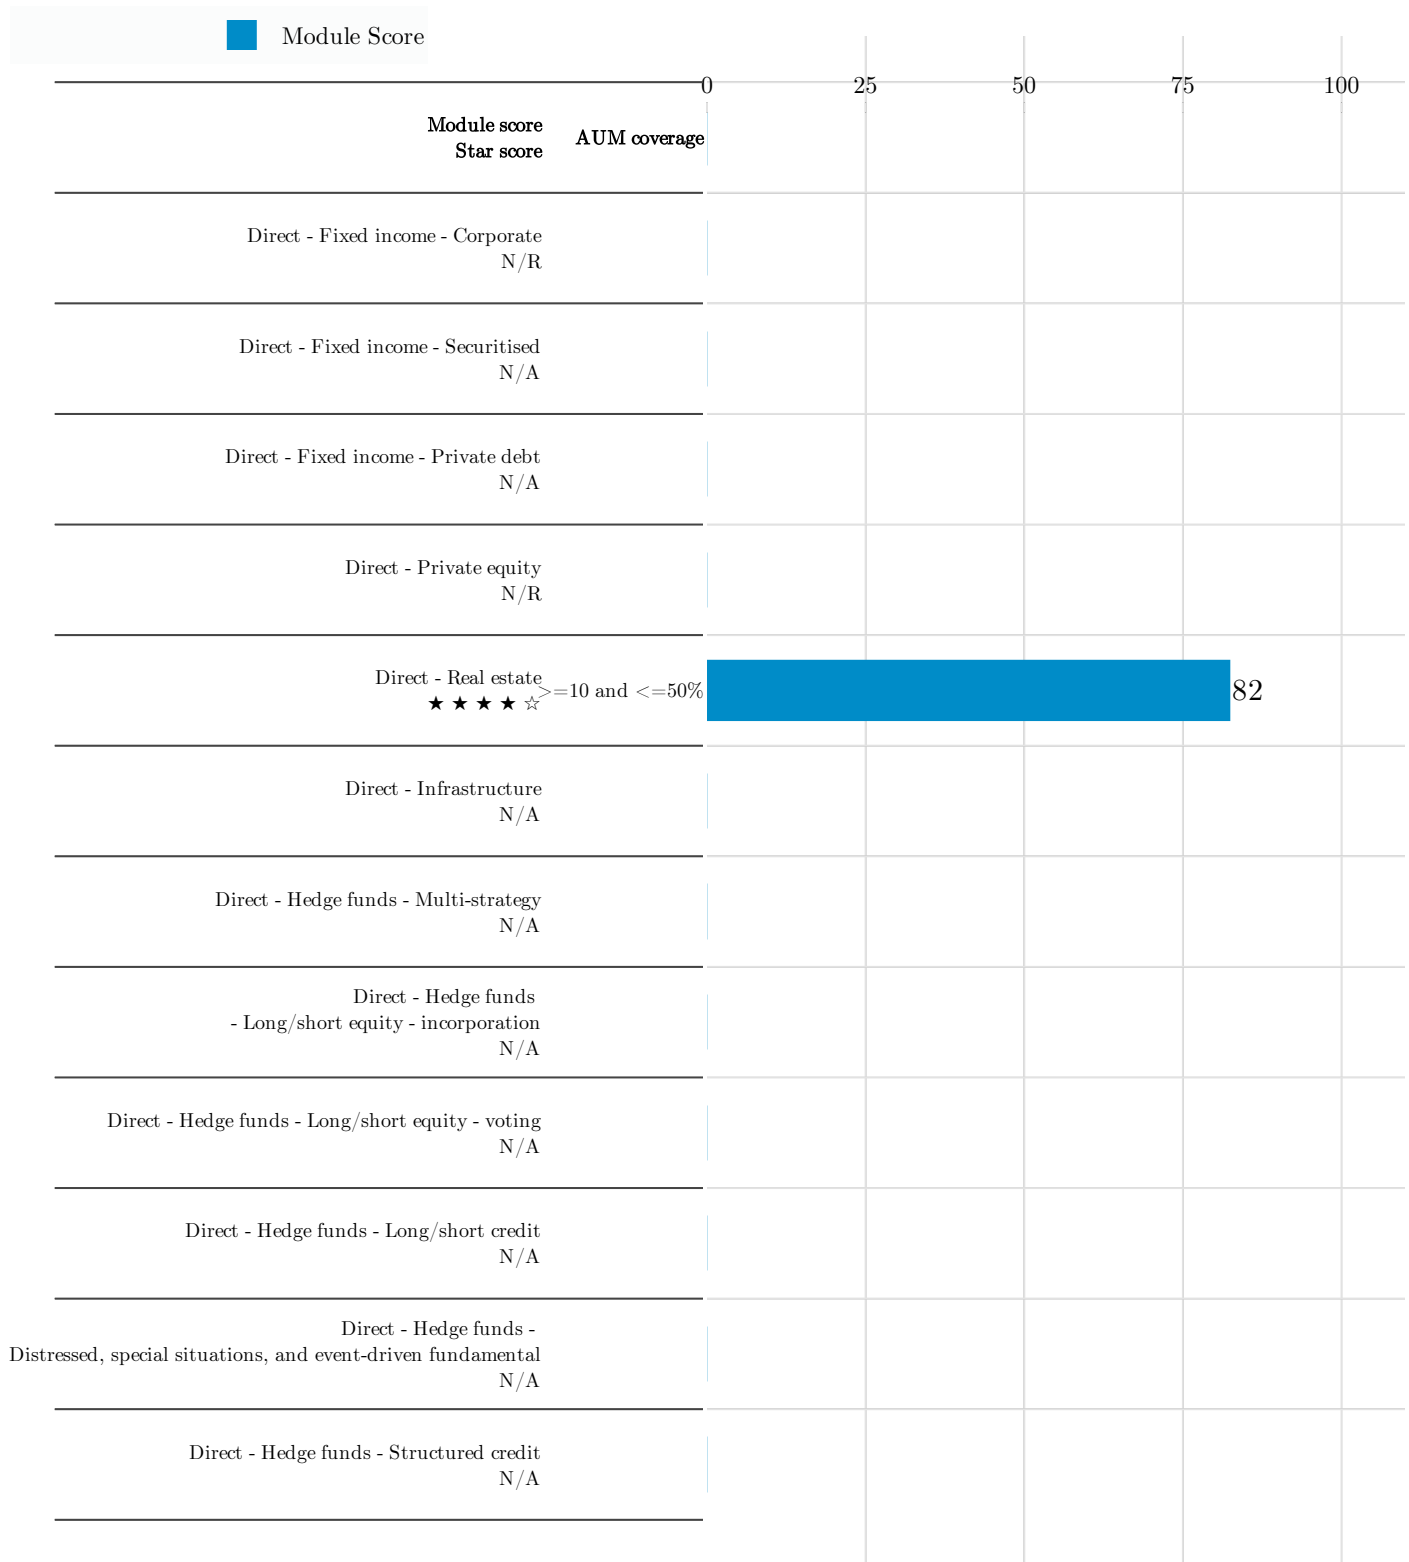 Module Score
0 25 50 75 100
Module score
Star score
AUM coverage
Direct - Fixed income - Corporate
N/R
Direct - Fixed income - Securitised
N/A
Direct - Fixed income - Private debt
N/A
Direct - Private equity
N/R
Direct - Real estate
★ ★ ★ ★ ☆
>=10 and <=50%
82
Direct - Infrastructure
N/A
Direct - Hedge funds - Multi-strategy
N/A
Direct - Hedge funds
- Long/short equity - incorporation
N/A
Direct - Hedge funds - Long/short equity - voting
N/A
Direct - Hedge funds - Long/short credit
N/A
Direct - Hedge funds -
Distressed, special situations, and event-driven fundamental
N/A
Direct - Hedge funds - Structured credit
N/A